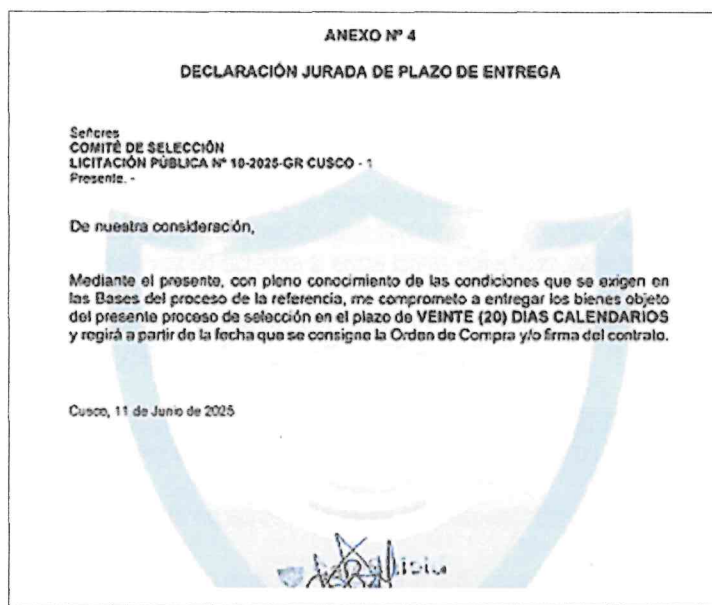 ANEXO Nº 4
DECLARACIÓN JURADA DE PLAZO DE ENTREGA
Señores
COMITÉ DE SELECCIÓN
LICITACIÓN PÚBLICA Nº 10-2025-GR CUSCO - 1
Presente. -
De nuestra consideración,
Mediante el presente, con pleno conocimiento de las condiciones que se exigen en
las Bases del proceso de la referencia, me comprometo a entregar los bienes objeto
del presente proceso de selección en el plazo de VEINTE (20) DIAS CALENDARIOS
y regirá a partir de la fecha que se consigne la Orden de Compra y/o firma del contrato.
Cusco, 11 de Junio de 2025